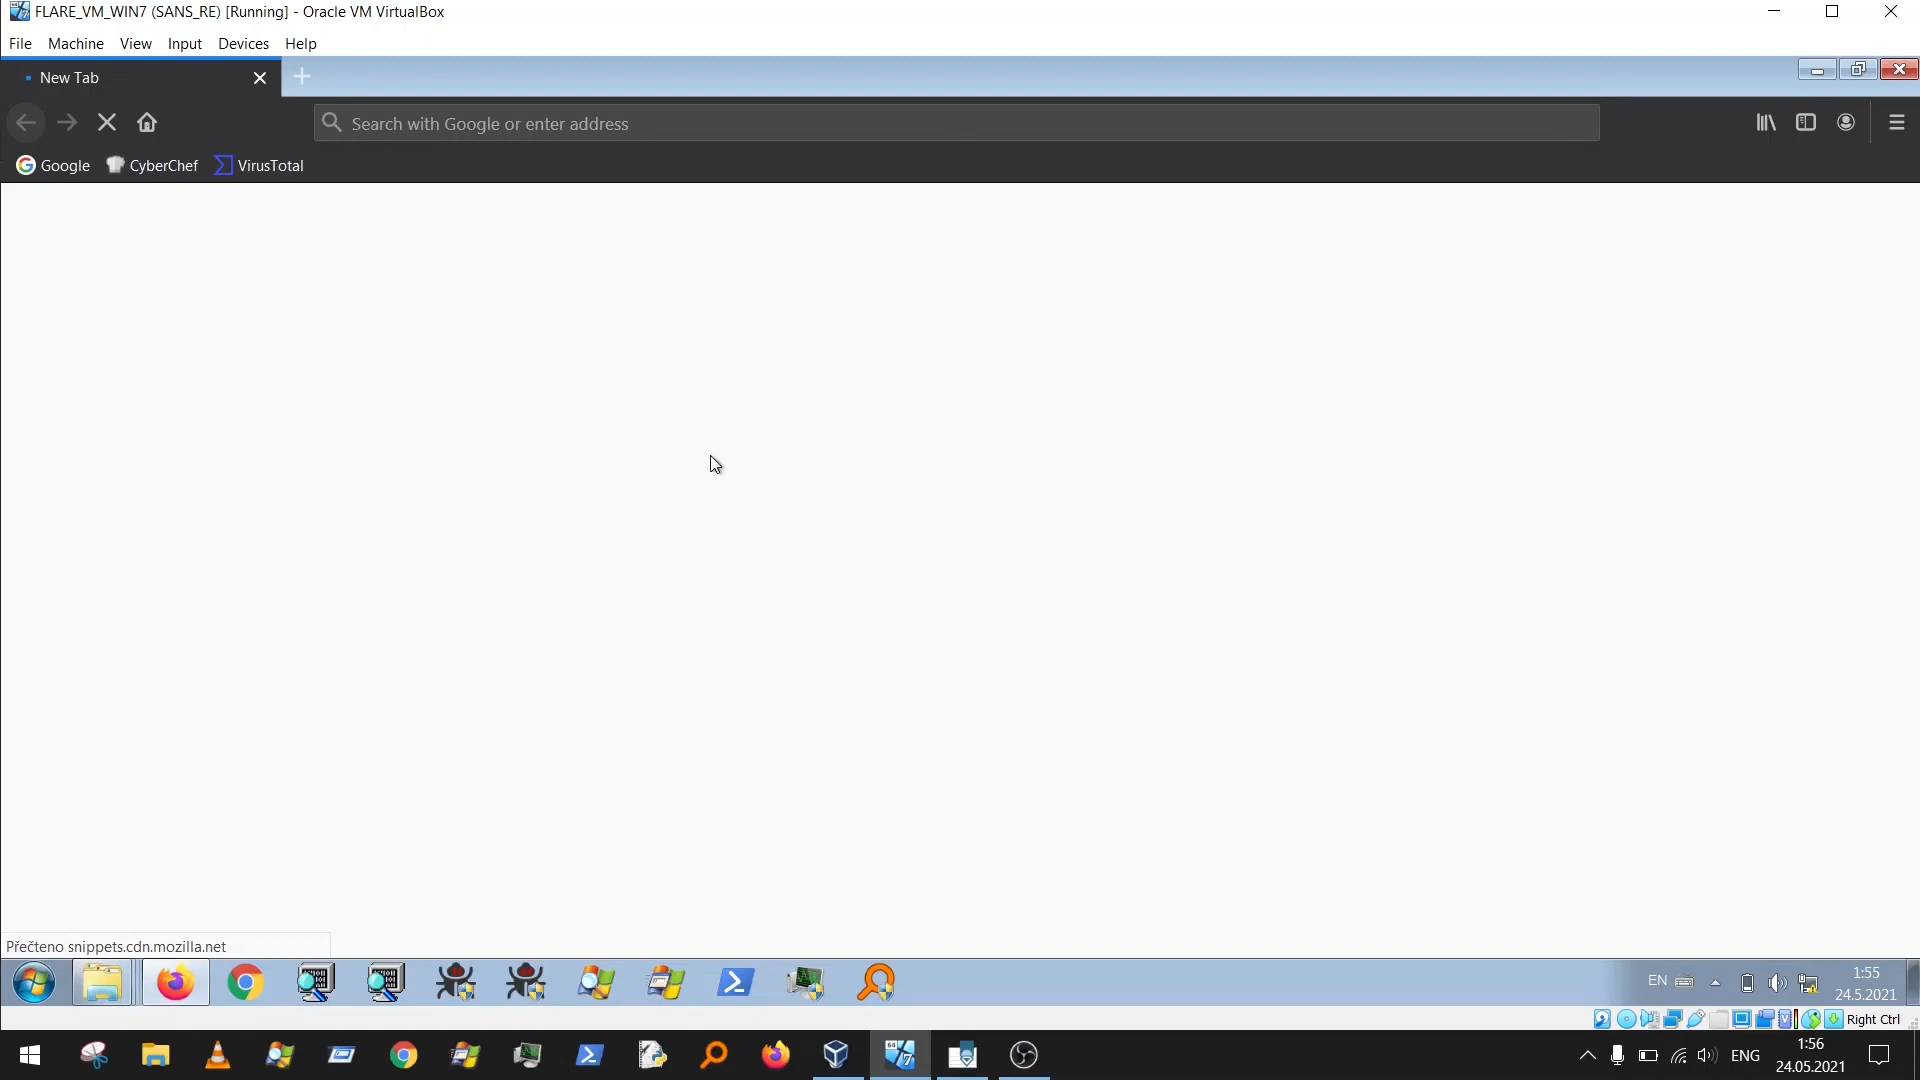 FLARE_VM_WIN7 (SANS_RE) [Running] - Oracle VM VirtualBox
File Machine View Input Devices Help
New Tab
Search with Google or enter address
Google CyberChef VirusTotal
Přečteno snippets.cdn.mozilla.net
EN
1:55
24.5.2021
Right Ctrl
ENG
1:56
24.05.2021